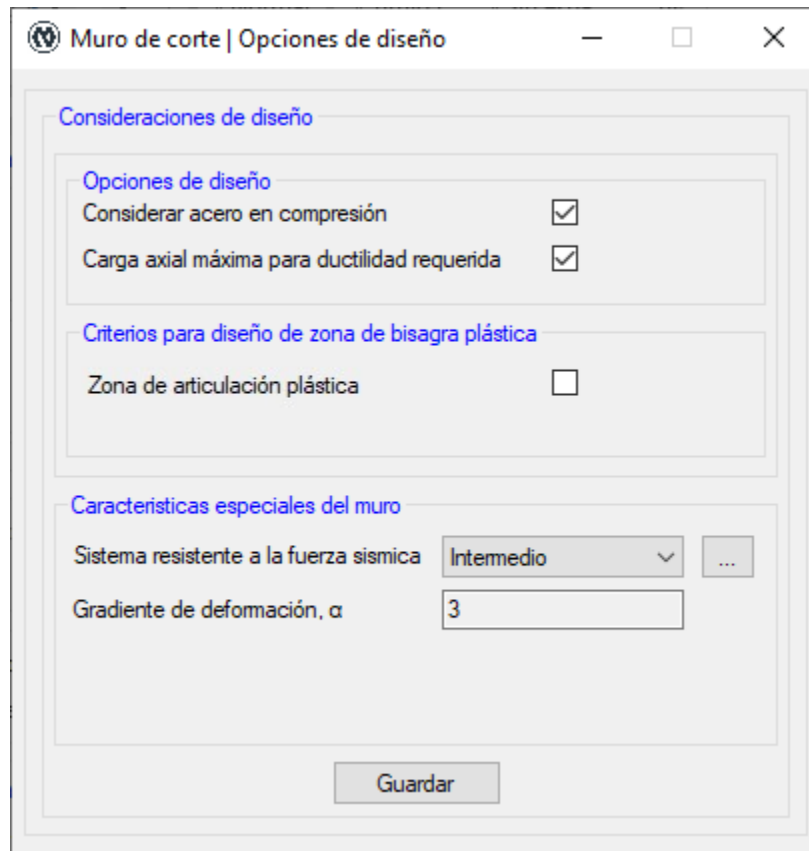 Muro de corte | Opciones de diseño
Consideraciones de diseño
Opciones de diseño
Considerar acero en compresión
Carga axial máxima para ductilidad requerida
Criterios para diseño de zona de bisagra plástica
Zona de articulación plástica
Caracteristicas especiales del muro
Sistema resistente a la fuerza sismica Intermedio ...
Gradiente de deformación, α 3
Guardar